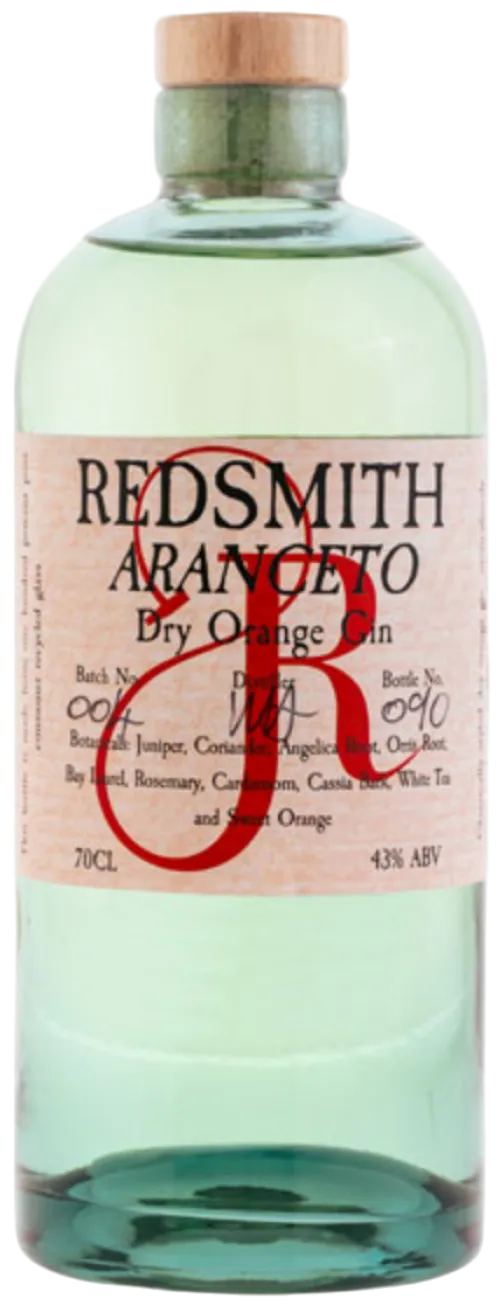 REDSMITH
ARANCETO
Dry Orange Gin
Batch No. Distiller Bottle No.
004 090
Botanicals: Juniper, Coriander, Angelica Root, Orris Root,
Bay Laurel, Rosemary, Cardamom, Cassia Bark, White Tea
and Sweet Orange
70CL 43% ABV
R